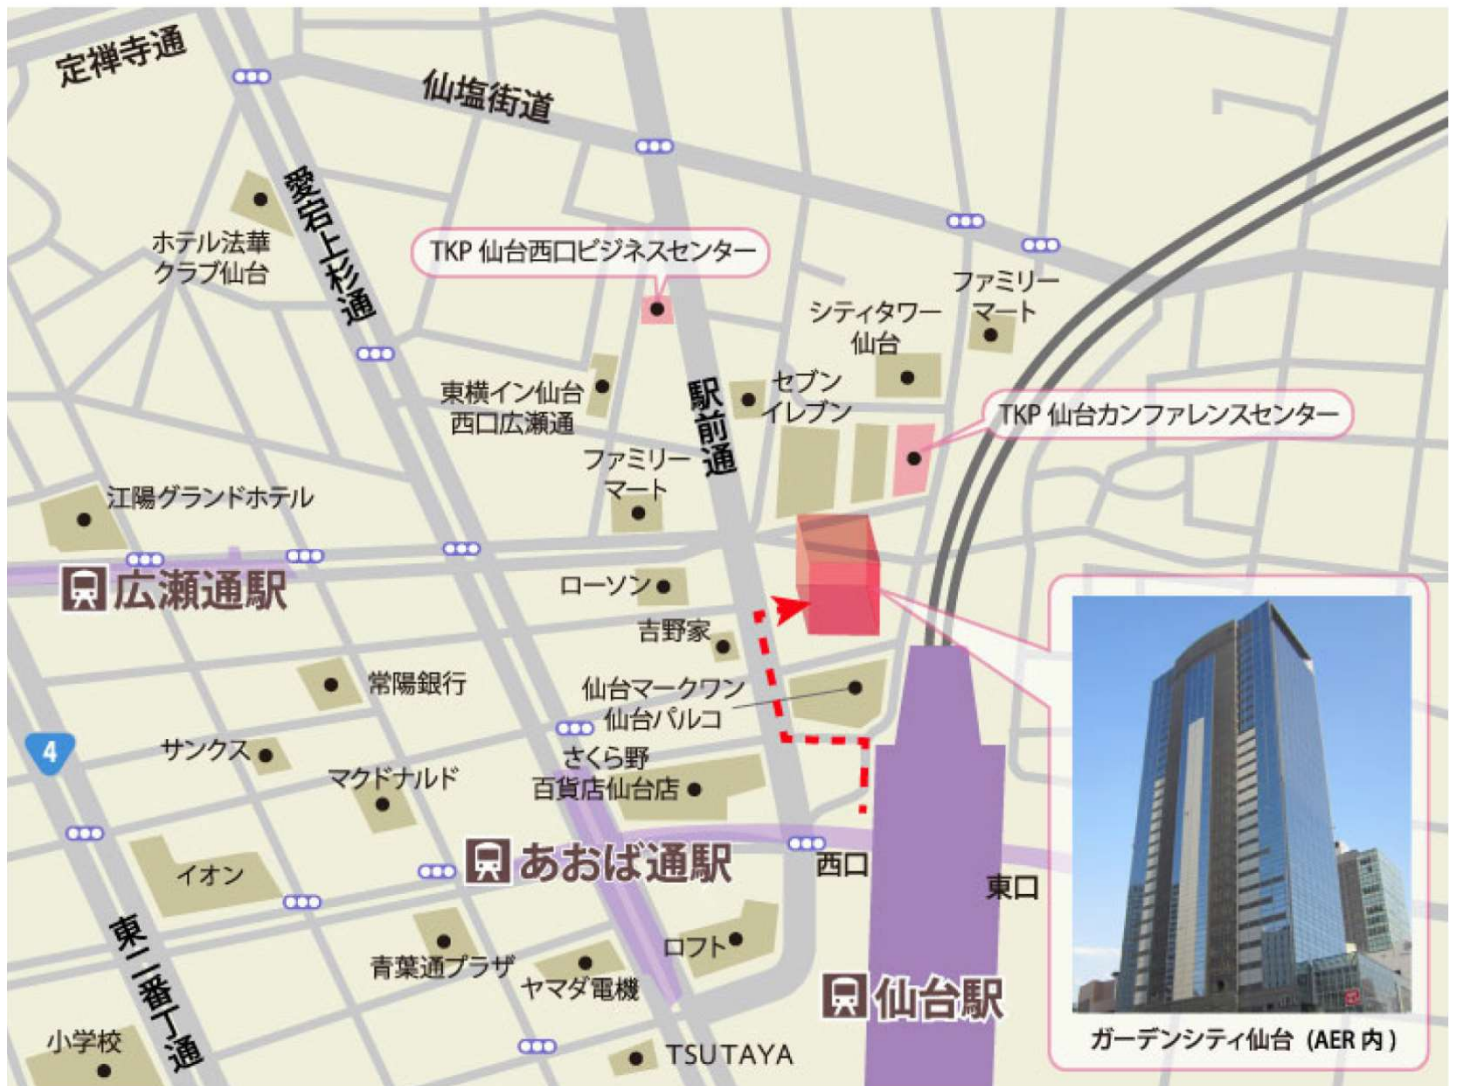 定禅寺通
仙塩街道
愛宕上杉通
ホテル法華
クラブ仙台
TKP 仙台西口ビジネスセンター
ファミリー
マート
シティタワー
仙台
東横イン仙台
西口広瀬通
駅前通
セブン
イレブン
TKP 仙台カンファレンスセンター
ファミリー
マート
江陽グランドホテル
広瀬通駅
ローソン
吉野家
常陽銀行
仙台マークワン
仙台パルコ
4
サンクス
マクドナルド
さくら野
百貨店仙台店
イオン
あおば通駅
西口
東口
東二番丁通
青葉通プラザ
ヤマダ電機
ロフト
仙台駅
小学校
TSUTAYA
ガーデンシティ仙台 (AER 内 )